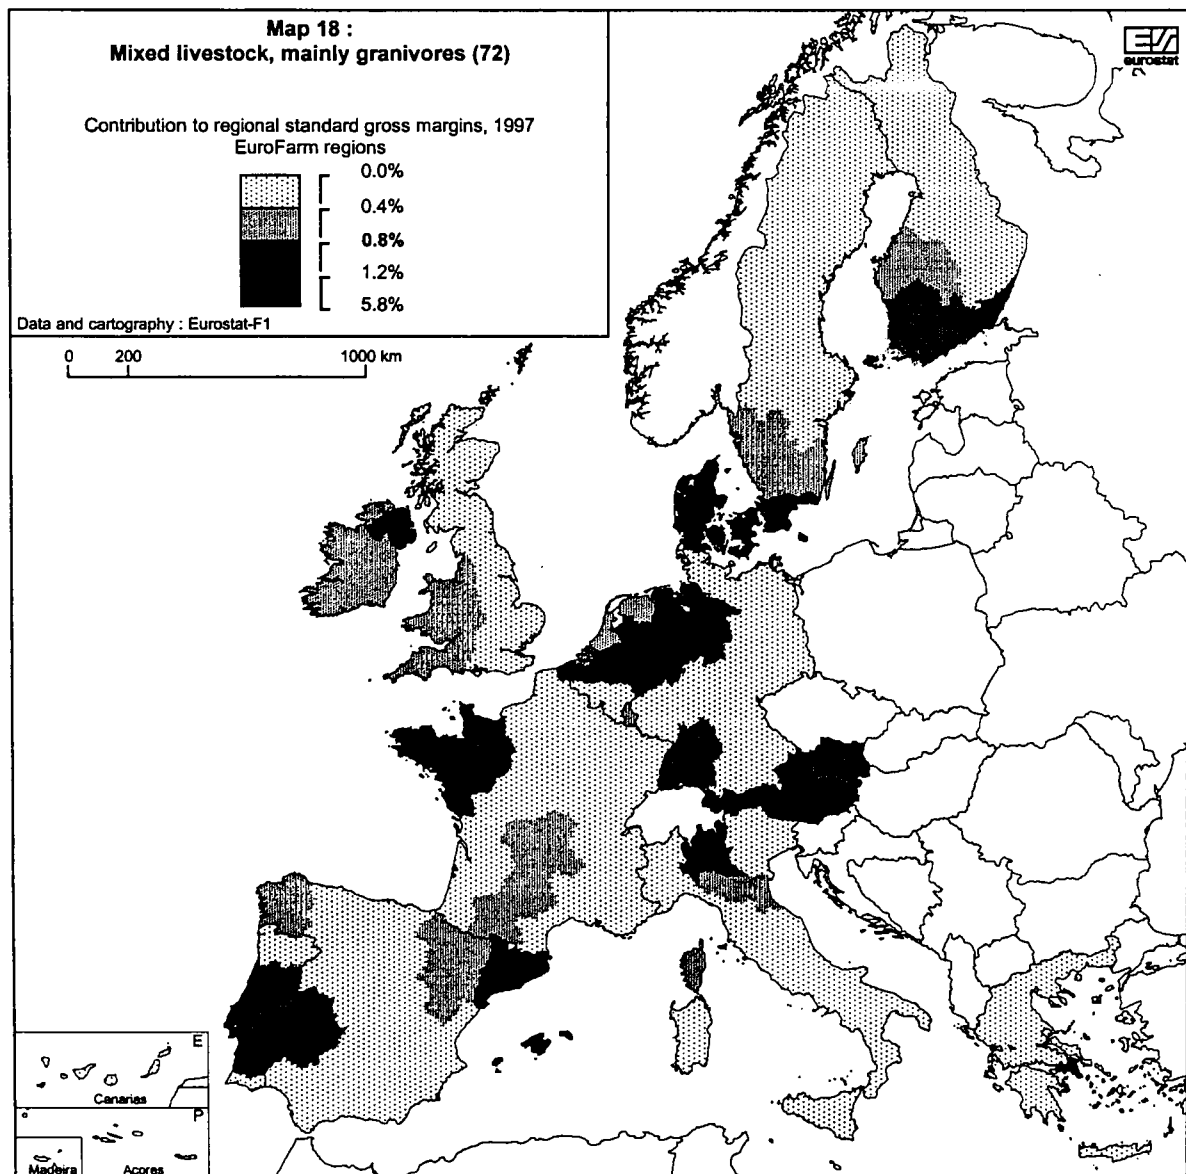 Map 18 :
Mixed livestock, mainly granivores (72)
Contribution to regional standard gross margins, 1997
EuroFarm regions
0.0%
0.4%
0.8%
1.2%
5.8%
Data and cartography : Eurostat-F1
eurostat
0 200 1000 km
E
Canarias
P
Madeira
Açores